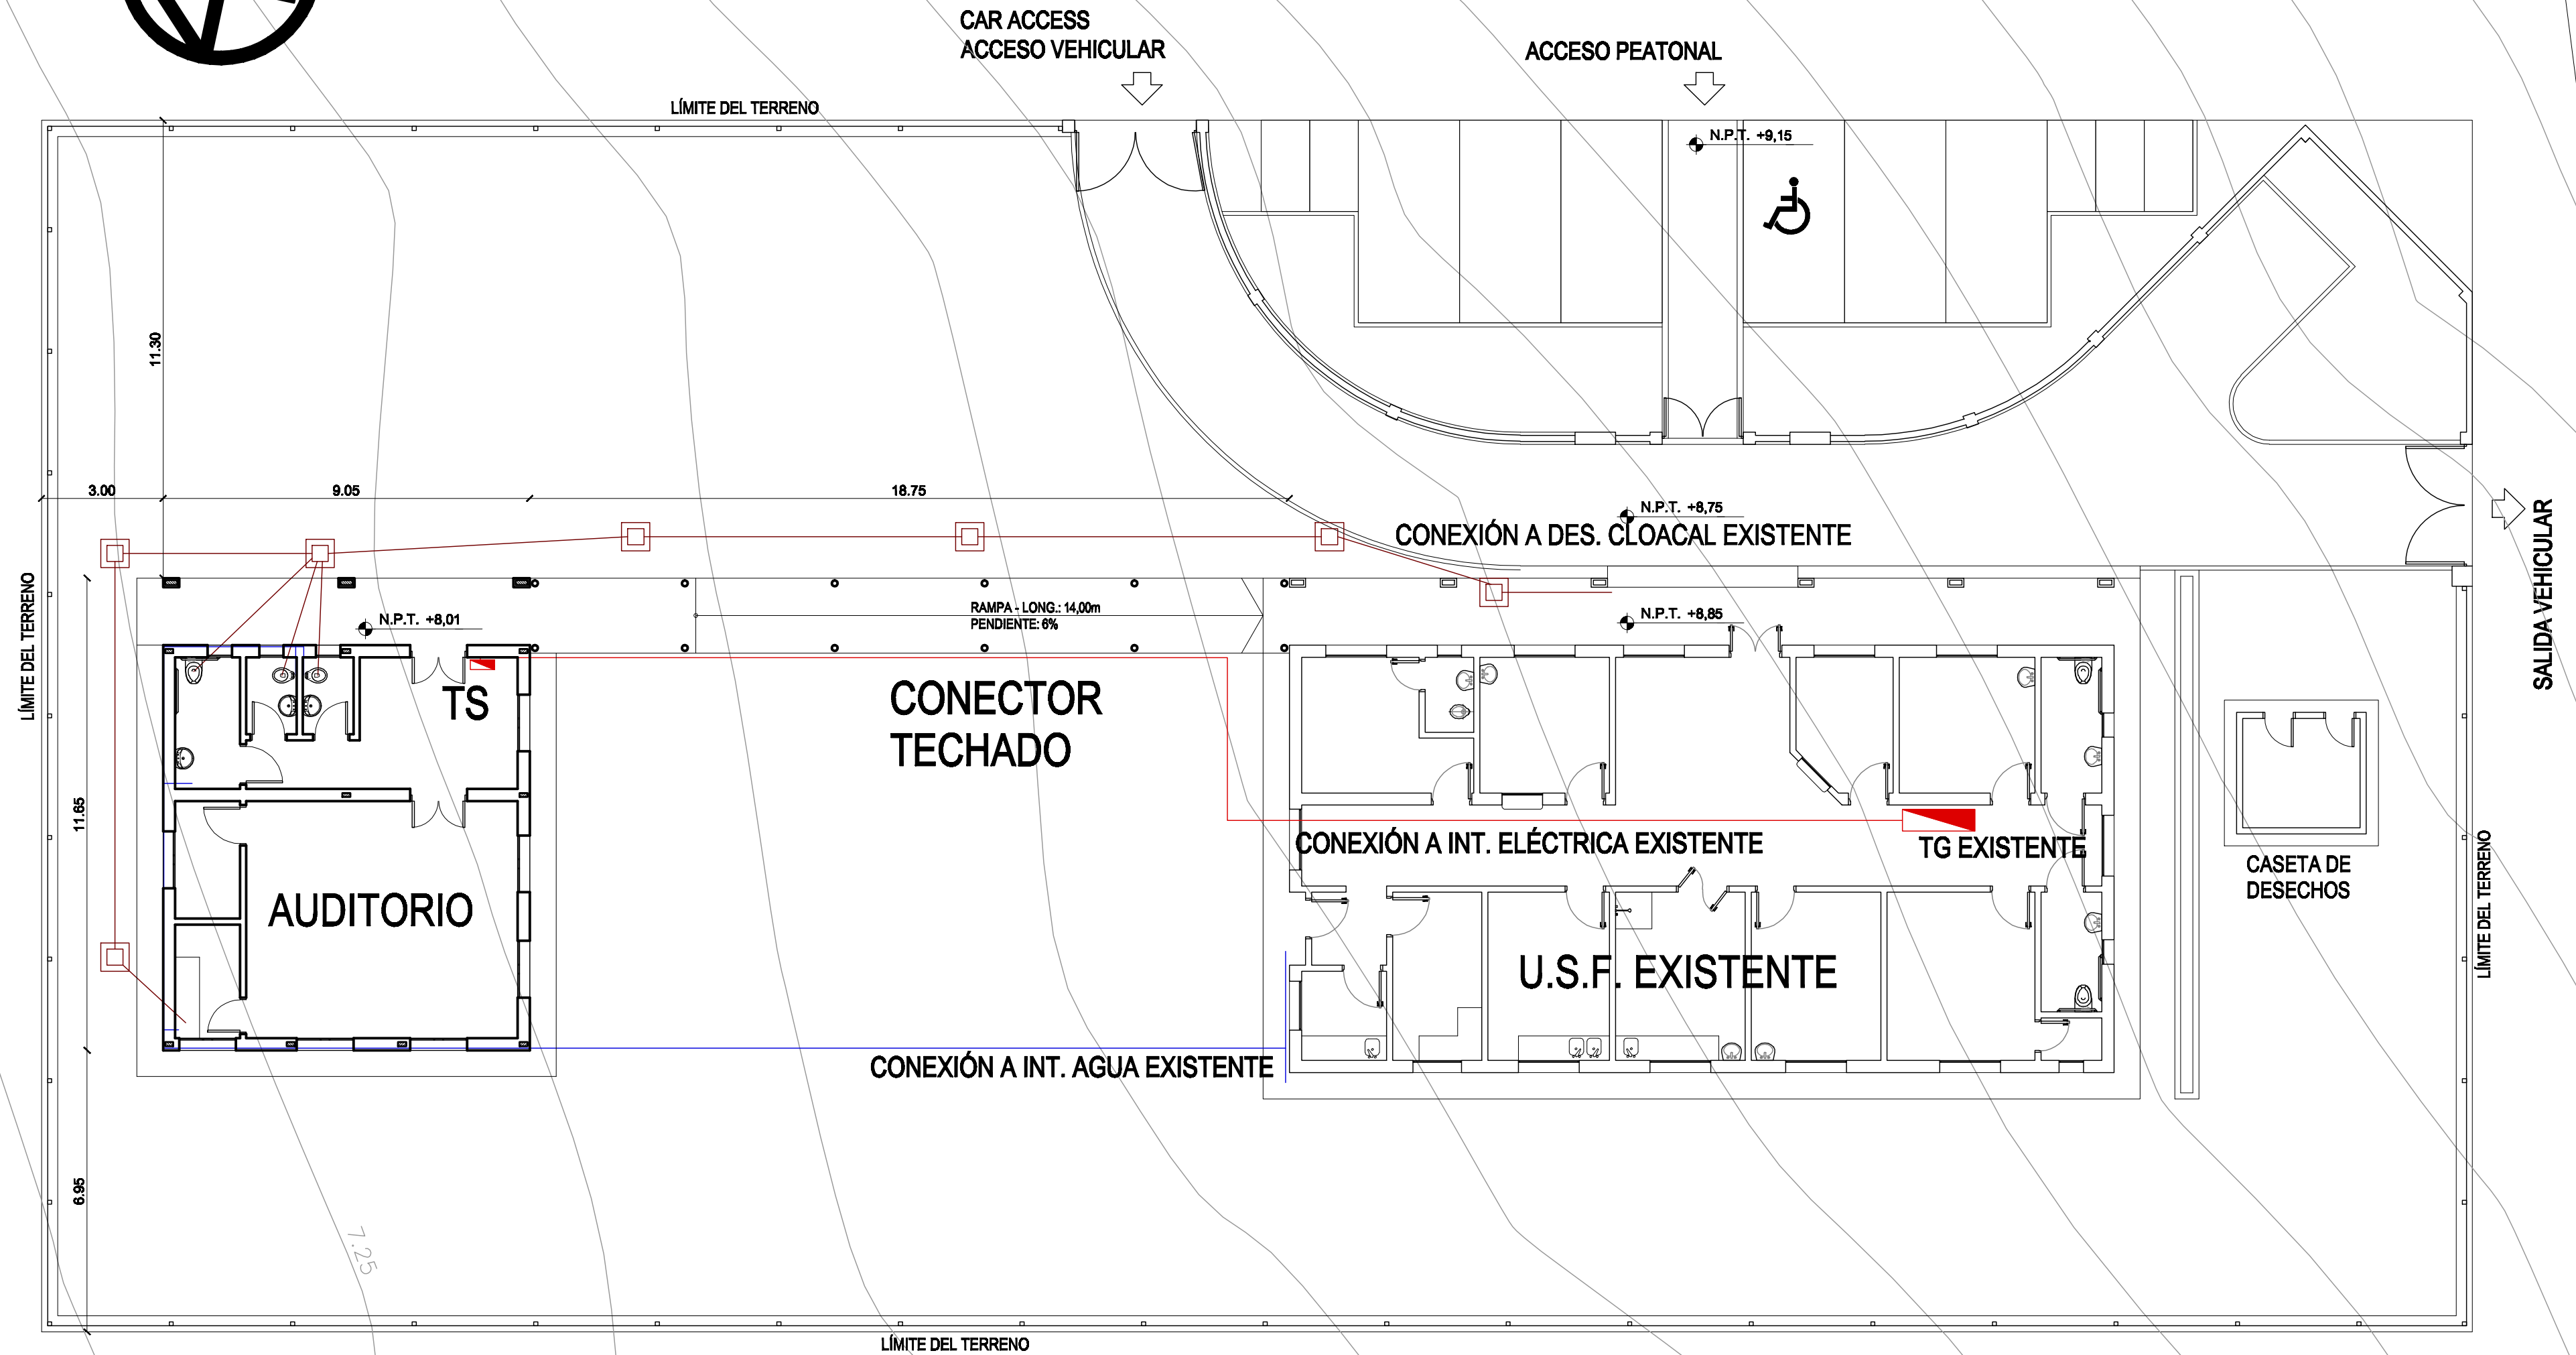 CAR ACCESS
ACCESO VEHICULAR
ACCESO PEATONAL
LÍMITE DEL TERRENO
N.P.T. +9,15
11.30
3.00
9.05
18.75
N.P.T. +8,75
CONEXIÓN A DES. CLOACAL EXISTENTE
SALIDA VEHICULAR
LÍMITE DEL TERRENO
RAMPA - LONG.: 14,00m
PENDIENTE: 6%
N.P.T. +8,01
N.P.T. +8,85
TS
CONECTOR
TECHADO
11.65
CONEXIÓN A INT. ELÉCTRICA EXISTENTE
TG EXISTENTE
CASETA DE
DESECHOS
LÍMITE DEL TERRENO
AUDITORIO
U.S.F. EXISTENTE
CONEXIÓN A INT. AGUA EXISTENTE
6.95
7.25
LÍMITE DEL TERRENO